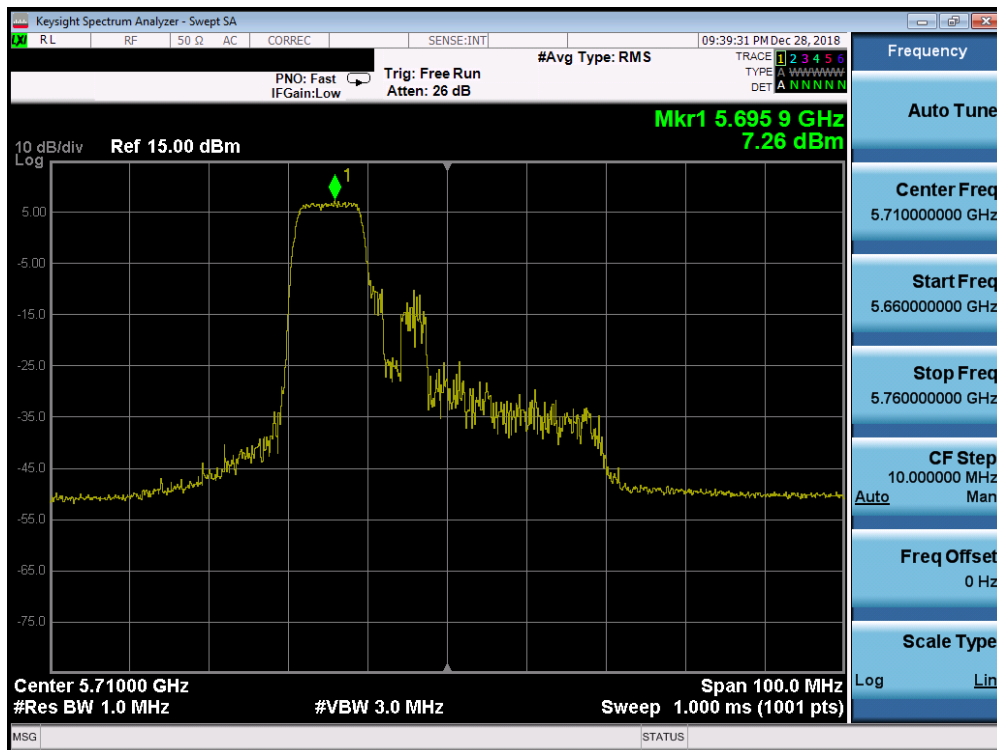 Keysight Spectrum Analyzer - Swept SA
LXI RL RF 50 Ω AC CORREC SENSE:INT 09:39:31 PM Dec 28, 2018
#Avg Type: RMS TRACE 1 2 3 4 5 6
PNO: Fast Trig: Free Run TYPE A WWWWW
IFGain:Low Atten: 26 dB DET A N N N N N
Mkr1 5.695 9 GHz
7.26 dBm
10 dB/div Ref 15.00 dBm
Log
1
5.00
-5.00
-15.0
-25.0
-35.0
-45.0
-55.0
-65.0
-75.0
Center 5.71000 GHz Span 100.0 MHz
#Res BW 1.0 MHz #VBW 3.0 MHz Sweep 1.000 ms (1001 pts)
MSG STATUS
Frequency
Auto Tune
Center Freq
5.710000000 GHz
Start Freq
5.660000000 GHz
Stop Freq
5.760000000 GHz
CF Step
10.000000 MHz
Auto Man
Freq Offset
0 Hz
Scale Type
Log Lin